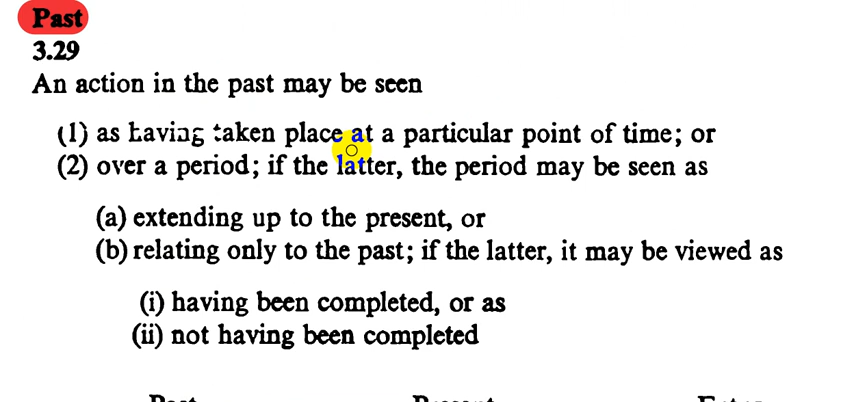 Past
3.29
An action in the past may be seen
(1) as having taken place at a particular point of time; or
(2) over a period; if the latter, the period may be seen as
(a) extending up to the present, or
(b) relating only to the past; if the latter, it may be viewed as
(i) having been completed, or as
(ii) not having been completed